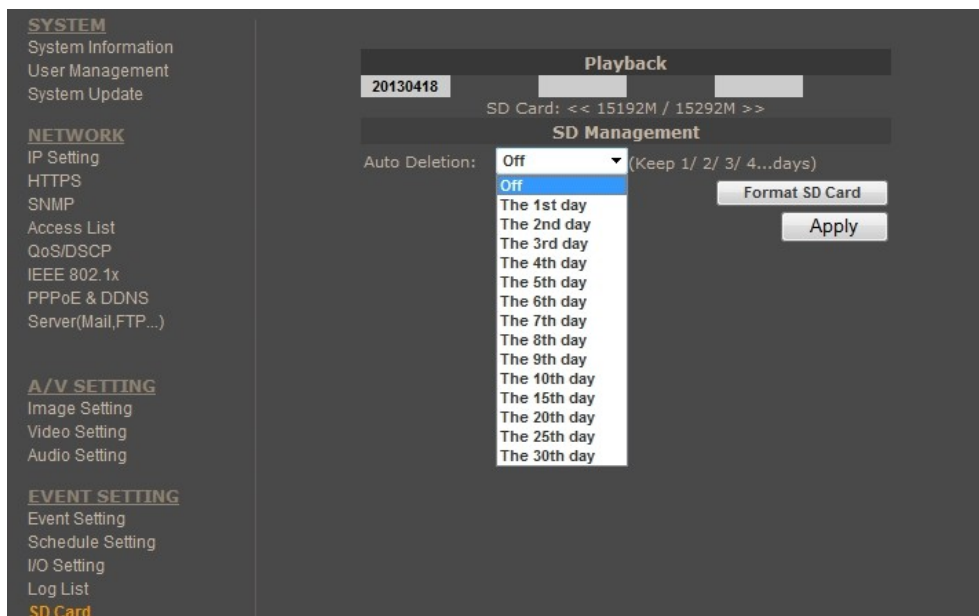 SYSTEM
System Information
User Management
System Update
NETWORK
IP Setting
HTTPS
SNMP
Access List
QoS/DSCP
IEEE 802.1x
PPPoE & DDNS
Server(Mail,FTP...)
A/V SETTING
Image Setting
Video Setting
Audio Setting
EVENT SETTING
Event Setting
Schedule Setting
I/O Setting
Log List
SD Card
Playback
20130418
SD Card: << 15192M / 15292M >>
SD Management
Auto Deletion: Off (Keep 1/ 2/ 3/ 4...days)
Off
The 1st day
The 2nd day
The 3rd day
The 4th day
The 5th day
The 6th day
The 7th day
The 8th day
The 9th day
The 10th day
The 15th day
The 20th day
The 25th day
The 30th day
Format SD Card
Apply